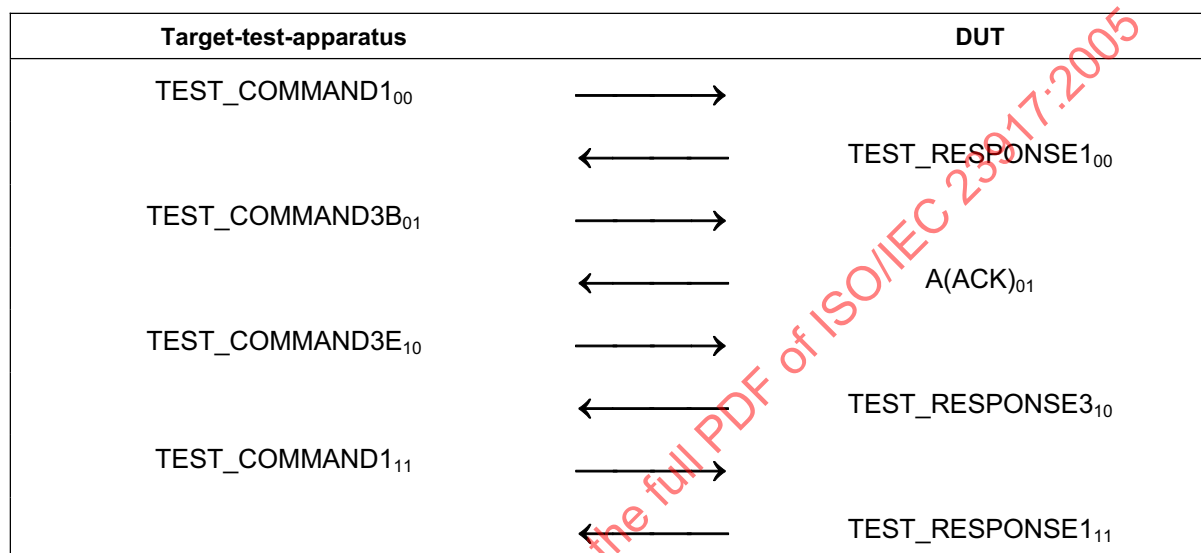 Target-test-apparatus DUT
TEST_COMMAND1₀₀
TEST_RESPONSE1₀₀
TEST_COMMAND3B₀₁
A(ACK)₀₁
TEST_COMMAND3E₁₀
TEST_RESPONSE3₁₀
TEST_COMMAND1₁₁
TEST_RESPONSE1₁₁
the full PDF of ISO/IEC 23917:2005